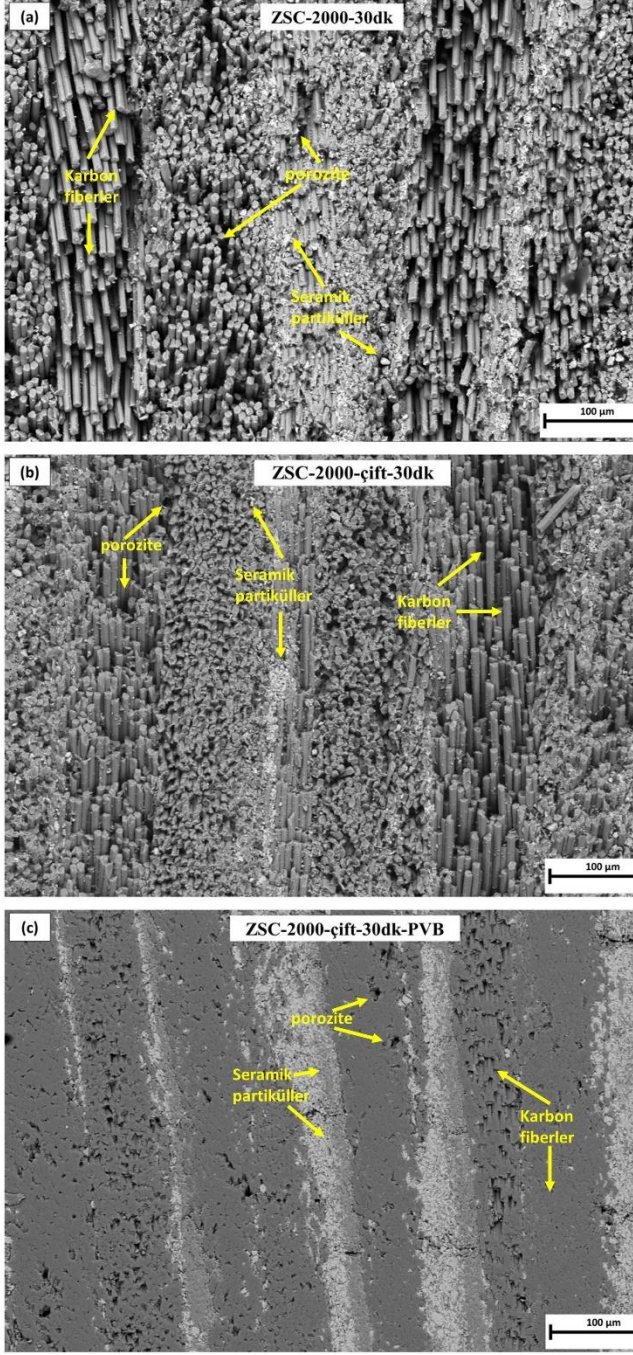 (a)
ZSC-2000-30dk
Karbon
fiberler
porozite
Seramik
partiküller
100 µm
(b)
ZSC-2000-çift-30dk
porozite
Seramik
partiküller
Karbon
fiberler
100 µm
(c)
ZSC-2000-çift-30dk-PVB
porozite
Seramik
partiküller
Karbon
fiberler
100 µm